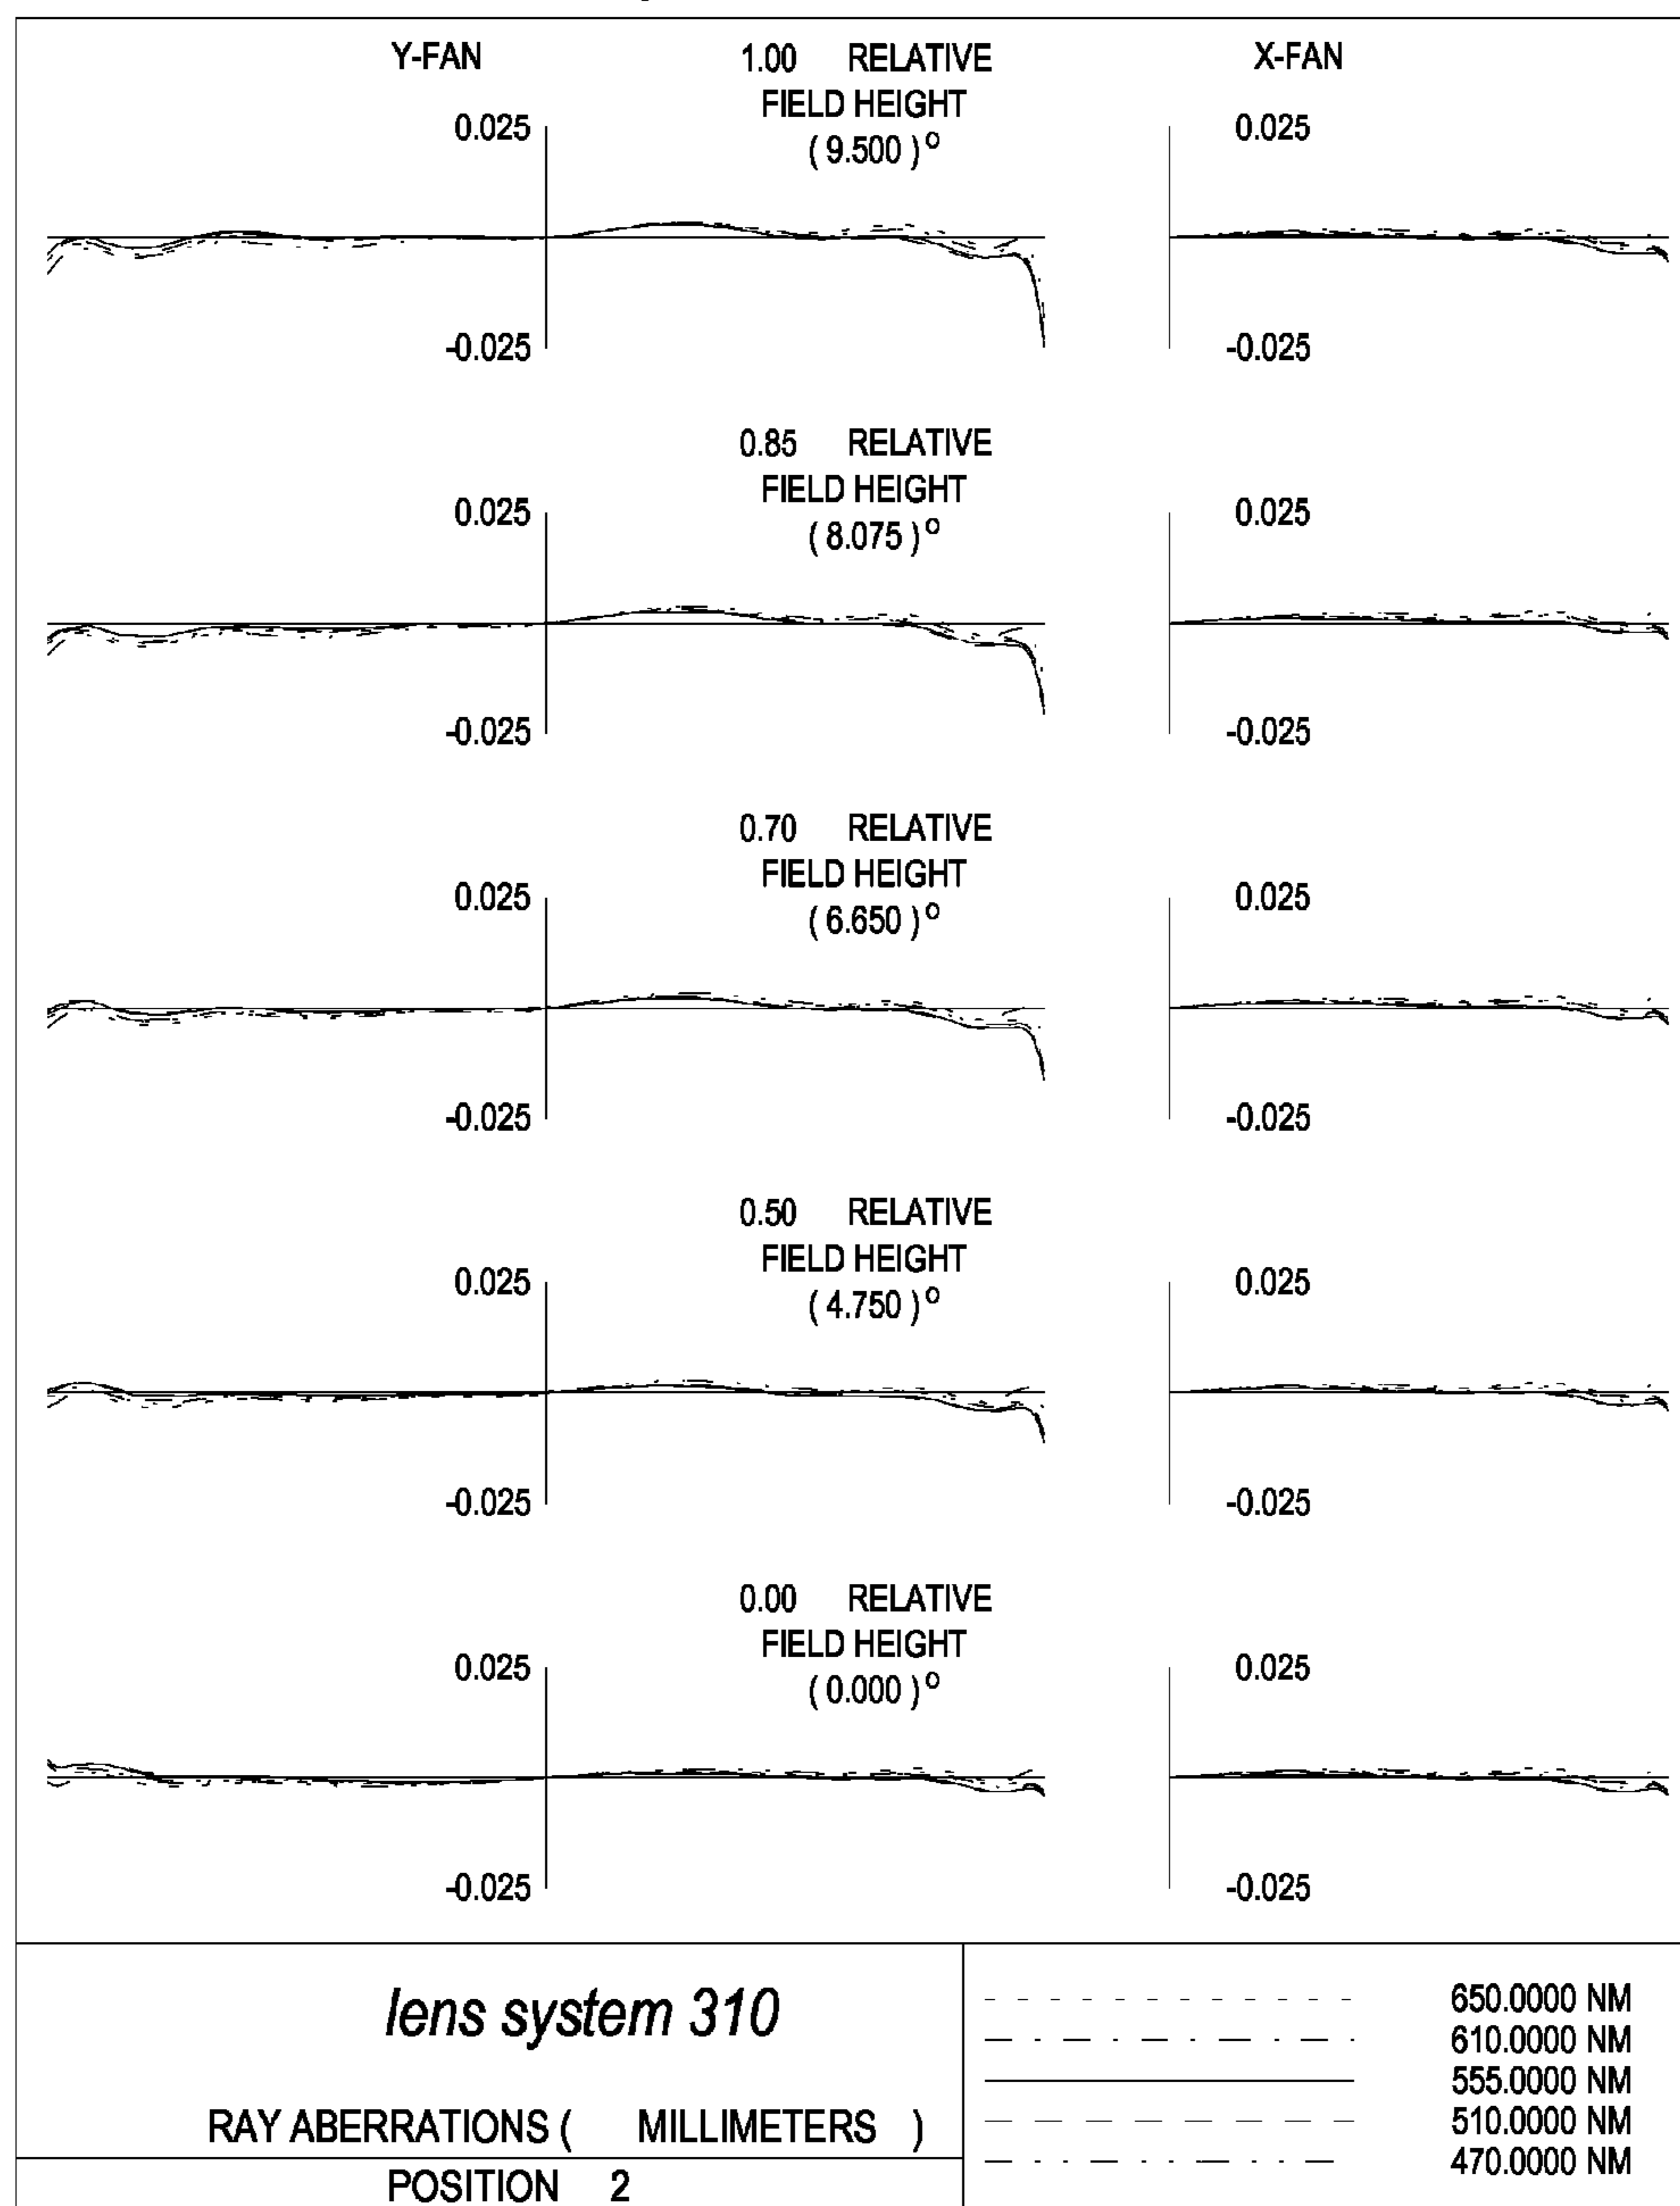 Y-FAN 1.00 RELATIVE X-FAN
FIELD HEIGHT
0.025 ( 9.500 )º 0.025
-0.025 -0.025
0.85 RELATIVE
FIELD HEIGHT
0.025 ( 8.075 )º 0.025
-0.025 -0.025
0.70 RELATIVE
FIELD HEIGHT
0.025 ( 6.650 )º 0.025
-0.025 -0.025
0.50 RELATIVE
FIELD HEIGHT
0.025 ( 4.750 )º 0.025
-0.025 -0.025
0.00 RELATIVE
FIELD HEIGHT
0.025 ( 0.000 )º 0.025
-0.025 -0.025
lens system 310
RAY ABERRATIONS ( MILLIMETERS )
POSITION 2
650.0000 NM
610.0000 NM
555.0000 NM
510.0000 NM
470.0000 NM